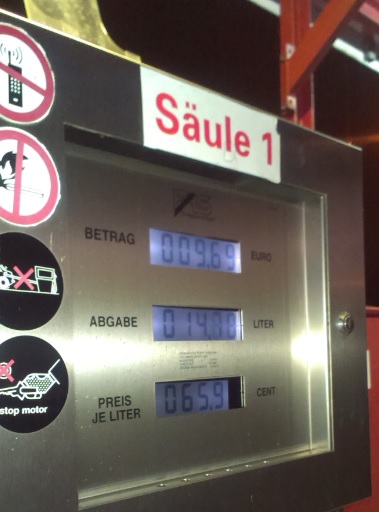 Säule 1
BETRAG 009.69 EURO
ABGABE 014.70 LITER
PREIS
JE LITER 065.9 CENT
stop motor